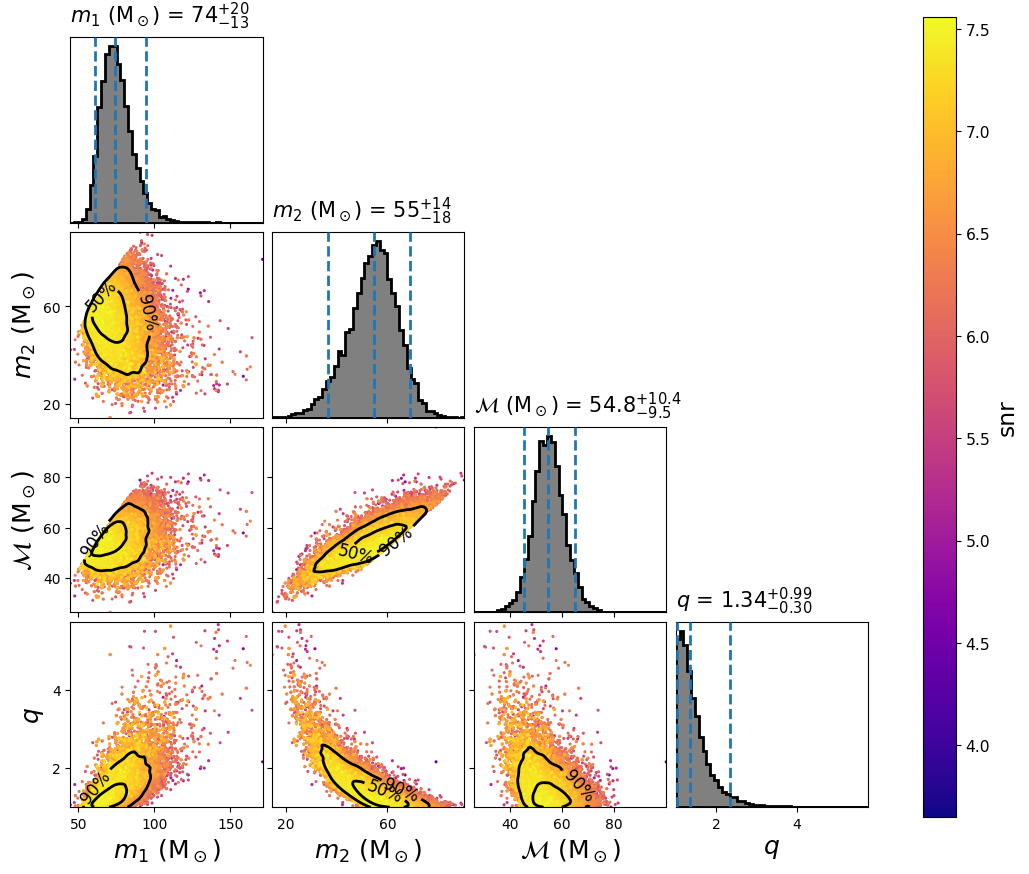 m₁ (M⊙) = 74⁺²⁰₋₁₃
7.5
7.0
m₂ (M⊙) = 55⁺¹⁴₋₁₈
6.5
m₂ (M⊙)
60
20
50%
90%
6.0
ℳ (M⊙) = 54.8⁺¹⁰·⁴₋₉.₅
snr
5.5
ℳ (M⊙)
80
60
40
90%
50%
90%
5.0
q = 1.34⁺⁰·⁹⁹₋₀.₃₀
4.5
q
4
2
90%
50%
90%
90%
4.0
50 100 150
20 60
40 60 80
2 4
m₁ (M⊙)
m₂ (M⊙)
ℳ (M⊙)
q